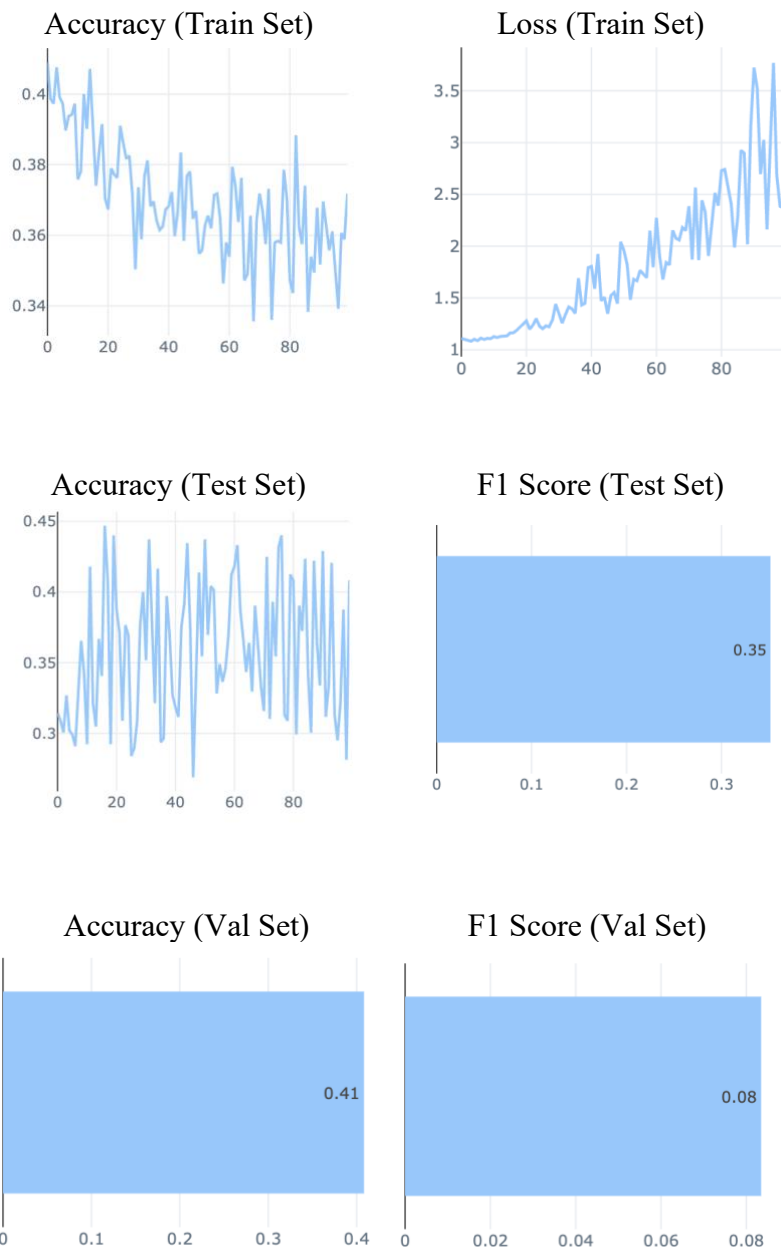 Accuracy (Train Set)
0.4
0.38
0.36
0.34
0 20 40 60 80
Loss (Train Set)
3.5
3
2.5
2
1.5
1
0 20 40 60 80
Accuracy (Test Set)
0.45
0.4
0.35
0.3
0 20 40 60 80
F1 Score (Test Set)
0.35
0 0.1 0.2 0.3
Accuracy (Val Set)
0.41
0 0.1 0.2 0.3 0.4
F1 Score (Val Set)
0.08
0 0.02 0.04 0.06 0.08